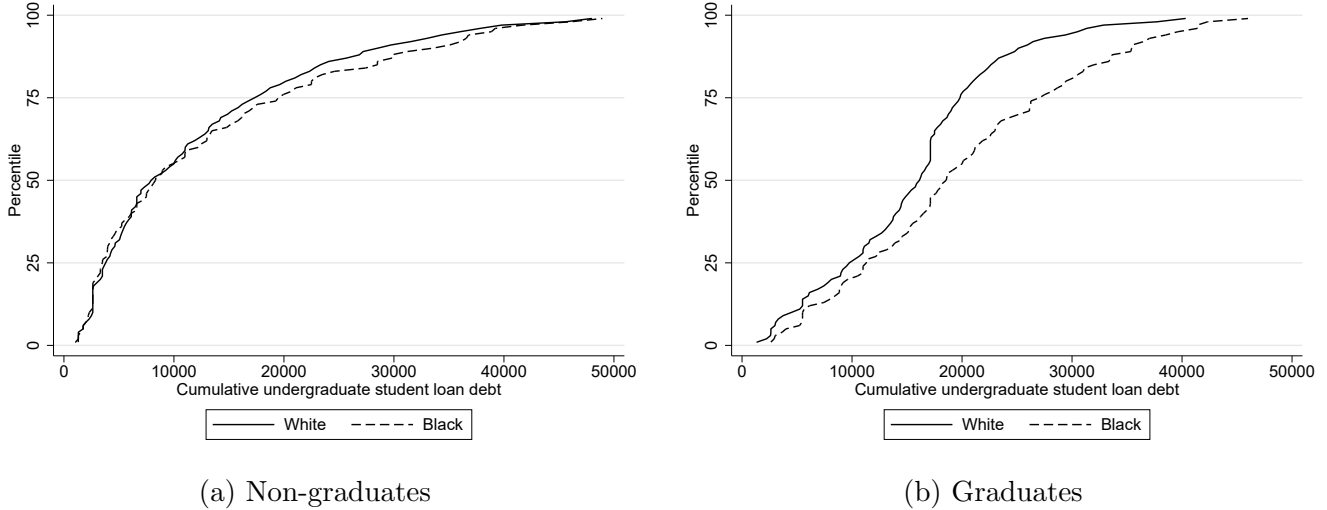 Percentile
100
75
50
25
0
0 10000 20000 30000 40000 50000
Cumulative undergraduate student loan debt
White Black
(a) Non-graduates
Percentile
100
75
50
25
0
0 10000 20000 30000 40000 50000
Cumulative undergraduate student loan debt
White Black
(b) Graduates